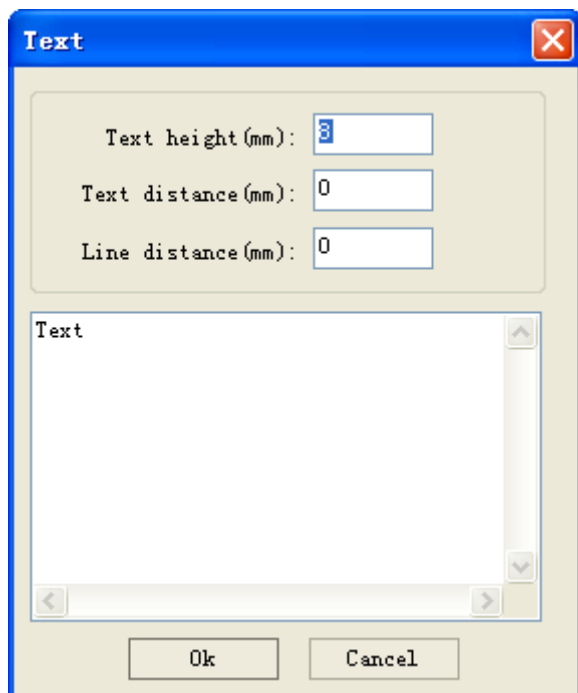 Text
Text height(mm): 8
Text distance(mm): 0
Line distance(mm): 0
Text
Ok Cancel